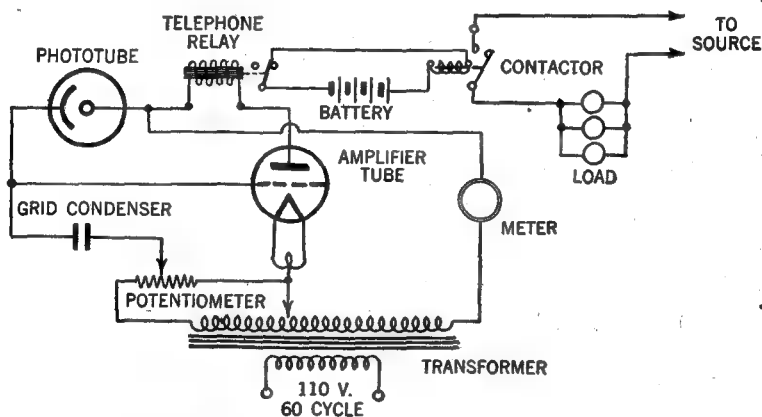 TELEPHONE
RELAY
PHOTOTUBE
TO
SOURCE
CONTACTOR
BATTERY
AMPLIFIER
TUBE
LOAD
GRID CONDENSER
METER
POTENTIOMETER
TRANSFORMER
110 V.
60 CYCLE